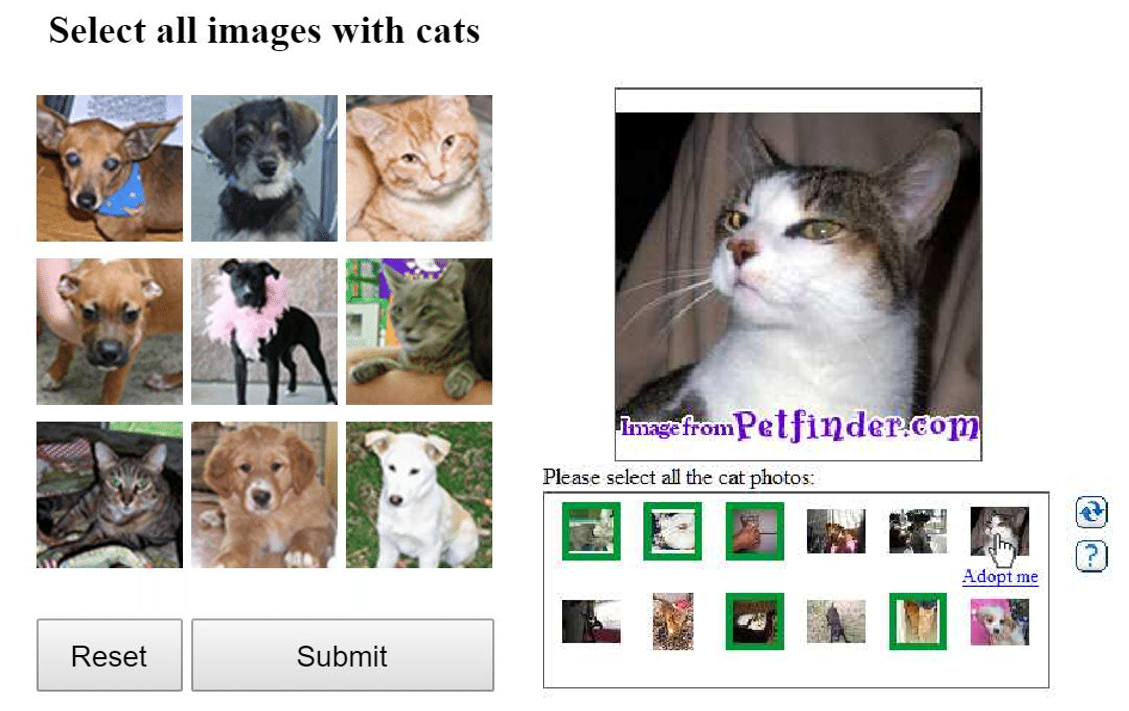 Select all images with cats
Reset
Submit
Image from Petfinder.com
Please select all the cat photos:
?
Adopt me